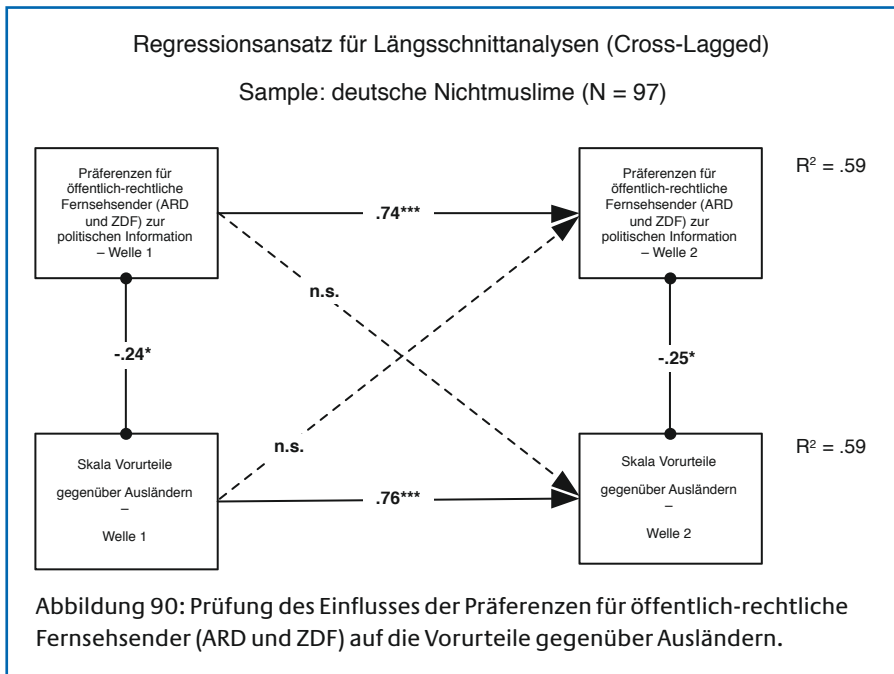 Regressionsansatz für Längsschnittanalysen (Cross-Lagged)
Sample: deutsche Nichtmuslime (N = 97)
Präferenzen für
öffentlich-rechtliche
Fernsehsender (ARD
und ZDF) zur
politischen Information
– Welle 1
.74***
Präferenzen für
öffentlich-rechtliche
Fernsehsender (ARD
und ZDF) zur
politischen Information
– Welle 2
R² = .59
n.s.
-.24*
-.25*
n.s.
Skala Vorurteile
gegenüber Ausländern
–
Welle 1
.76***
Skala Vorurteile
gegenüber Ausländern
–
Welle 2
R² = .59
Abbildung 90: Prüfung des Einflusses der Präferenzen für öffentlich-rechtliche
Fernsehsender (ARD und ZDF) auf die Vorurteile gegenüber Ausländern.